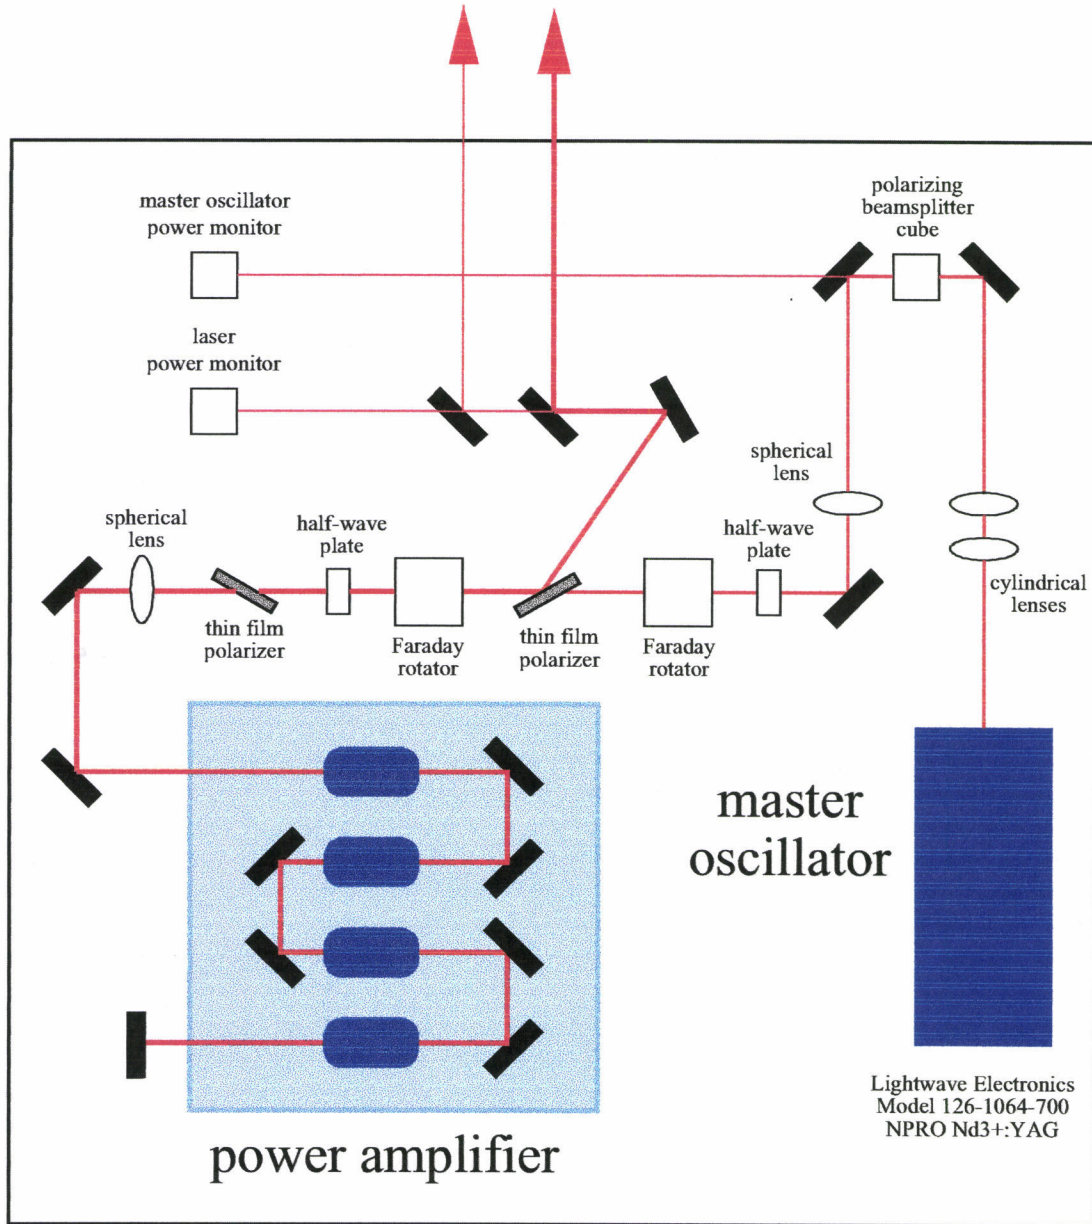 polarizing
beamsplitter
cube
master oscillator
power monitor
laser
power monitor
spherical
lens
spherical
lens
half-wave
plate
half-wave
plate
cylindrical
lenses
thin film
polarizer
Faraday
rotator
thin film
polarizer
Faraday
rotator
master
oscillator
Lightwave Electronics
Model 126-1064-700
NPRO Nd3+:YAG
power amplifier